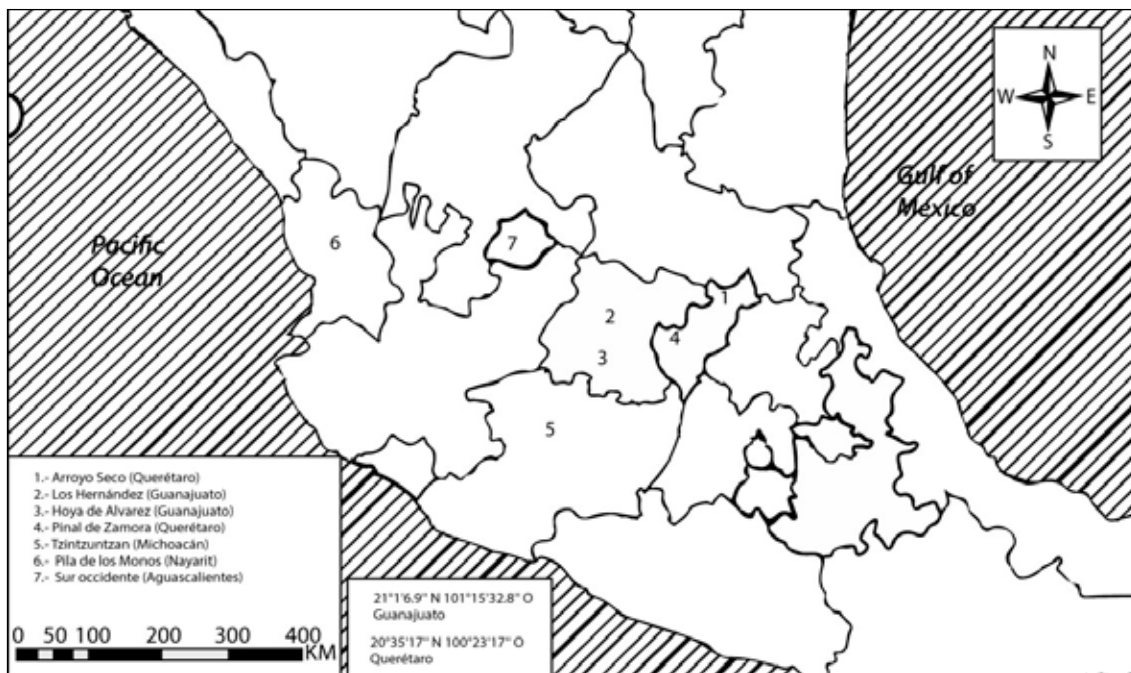 N
W E
S
Gulf of
Mexico
Pacific
Ocean
6
7
1
2
4
3
5
1.- Arroyo Seco (Querétaro)
2.- Los Hernández (Guanajuato)
3.- Hoya de Alvarez (Guanajuato)
4.- Pinal de Zamora (Querétaro)
5.- Tzintzuntzan (Michoacán)
6.- Pila de los Monos (Nayarit)
7.- Sur occidente (Aguascalientes)
0 50 100 200 300 400
KM
21°1'6.9'' N 101°15'32.8'' O
Guanajuato
20°35'17'' N 100°23'17'' O
Querétaro